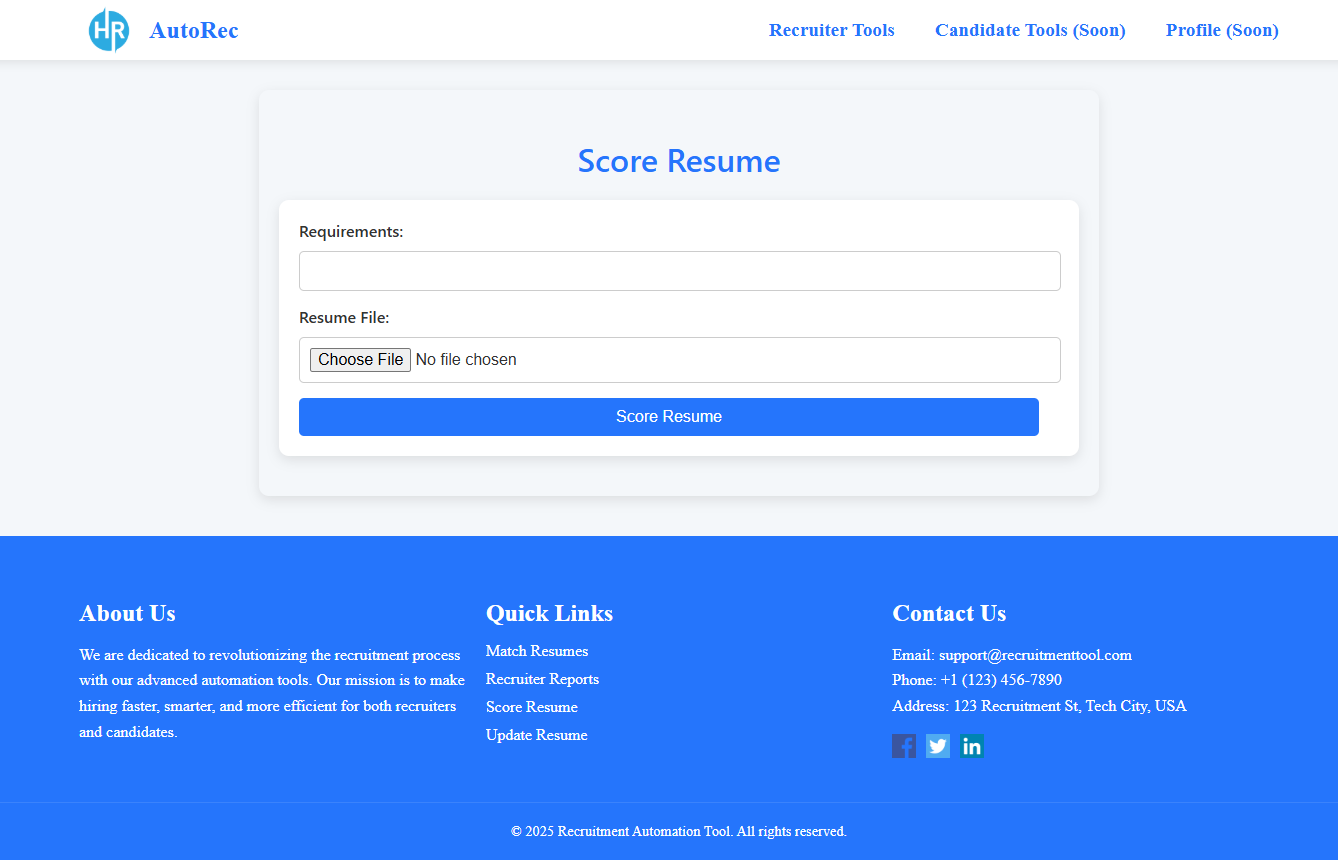 HR
AutoRec
Recruiter Tools
Candidate Tools (Soon)
Profile (Soon)
Score Resume
Requirements:
Resume File:
Choose File No file chosen
Score Resume
About Us
We are dedicated to revolutionizing the recruitment process
with our advanced automation tools. Our mission is to make
hiring faster, smarter, and more efficient for both recruiters
and candidates.
Quick Links
Match Resumes
Recruiter Reports
Score Resume
Update Resume
Contact Us
Email: support@recruitmenttool.com
Phone: +1 (123) 456-7890
Address: 123 Recruitment St, Tech City, USA
f
in
© 2025 Recruitment Automation Tool. All rights reserved.